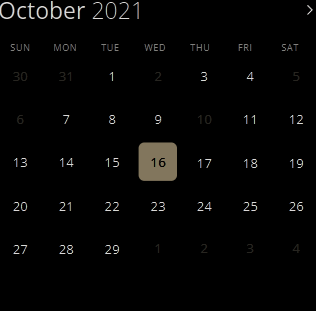 October 2021
SUN MON TUE WED THU FRI SAT
30 31 1 2 3 4 5
6 7 8 9 10 11 12
13 14 15 16 17 18 19
20 21 22 23 24 25 26
27 28 29 1 2 3 4